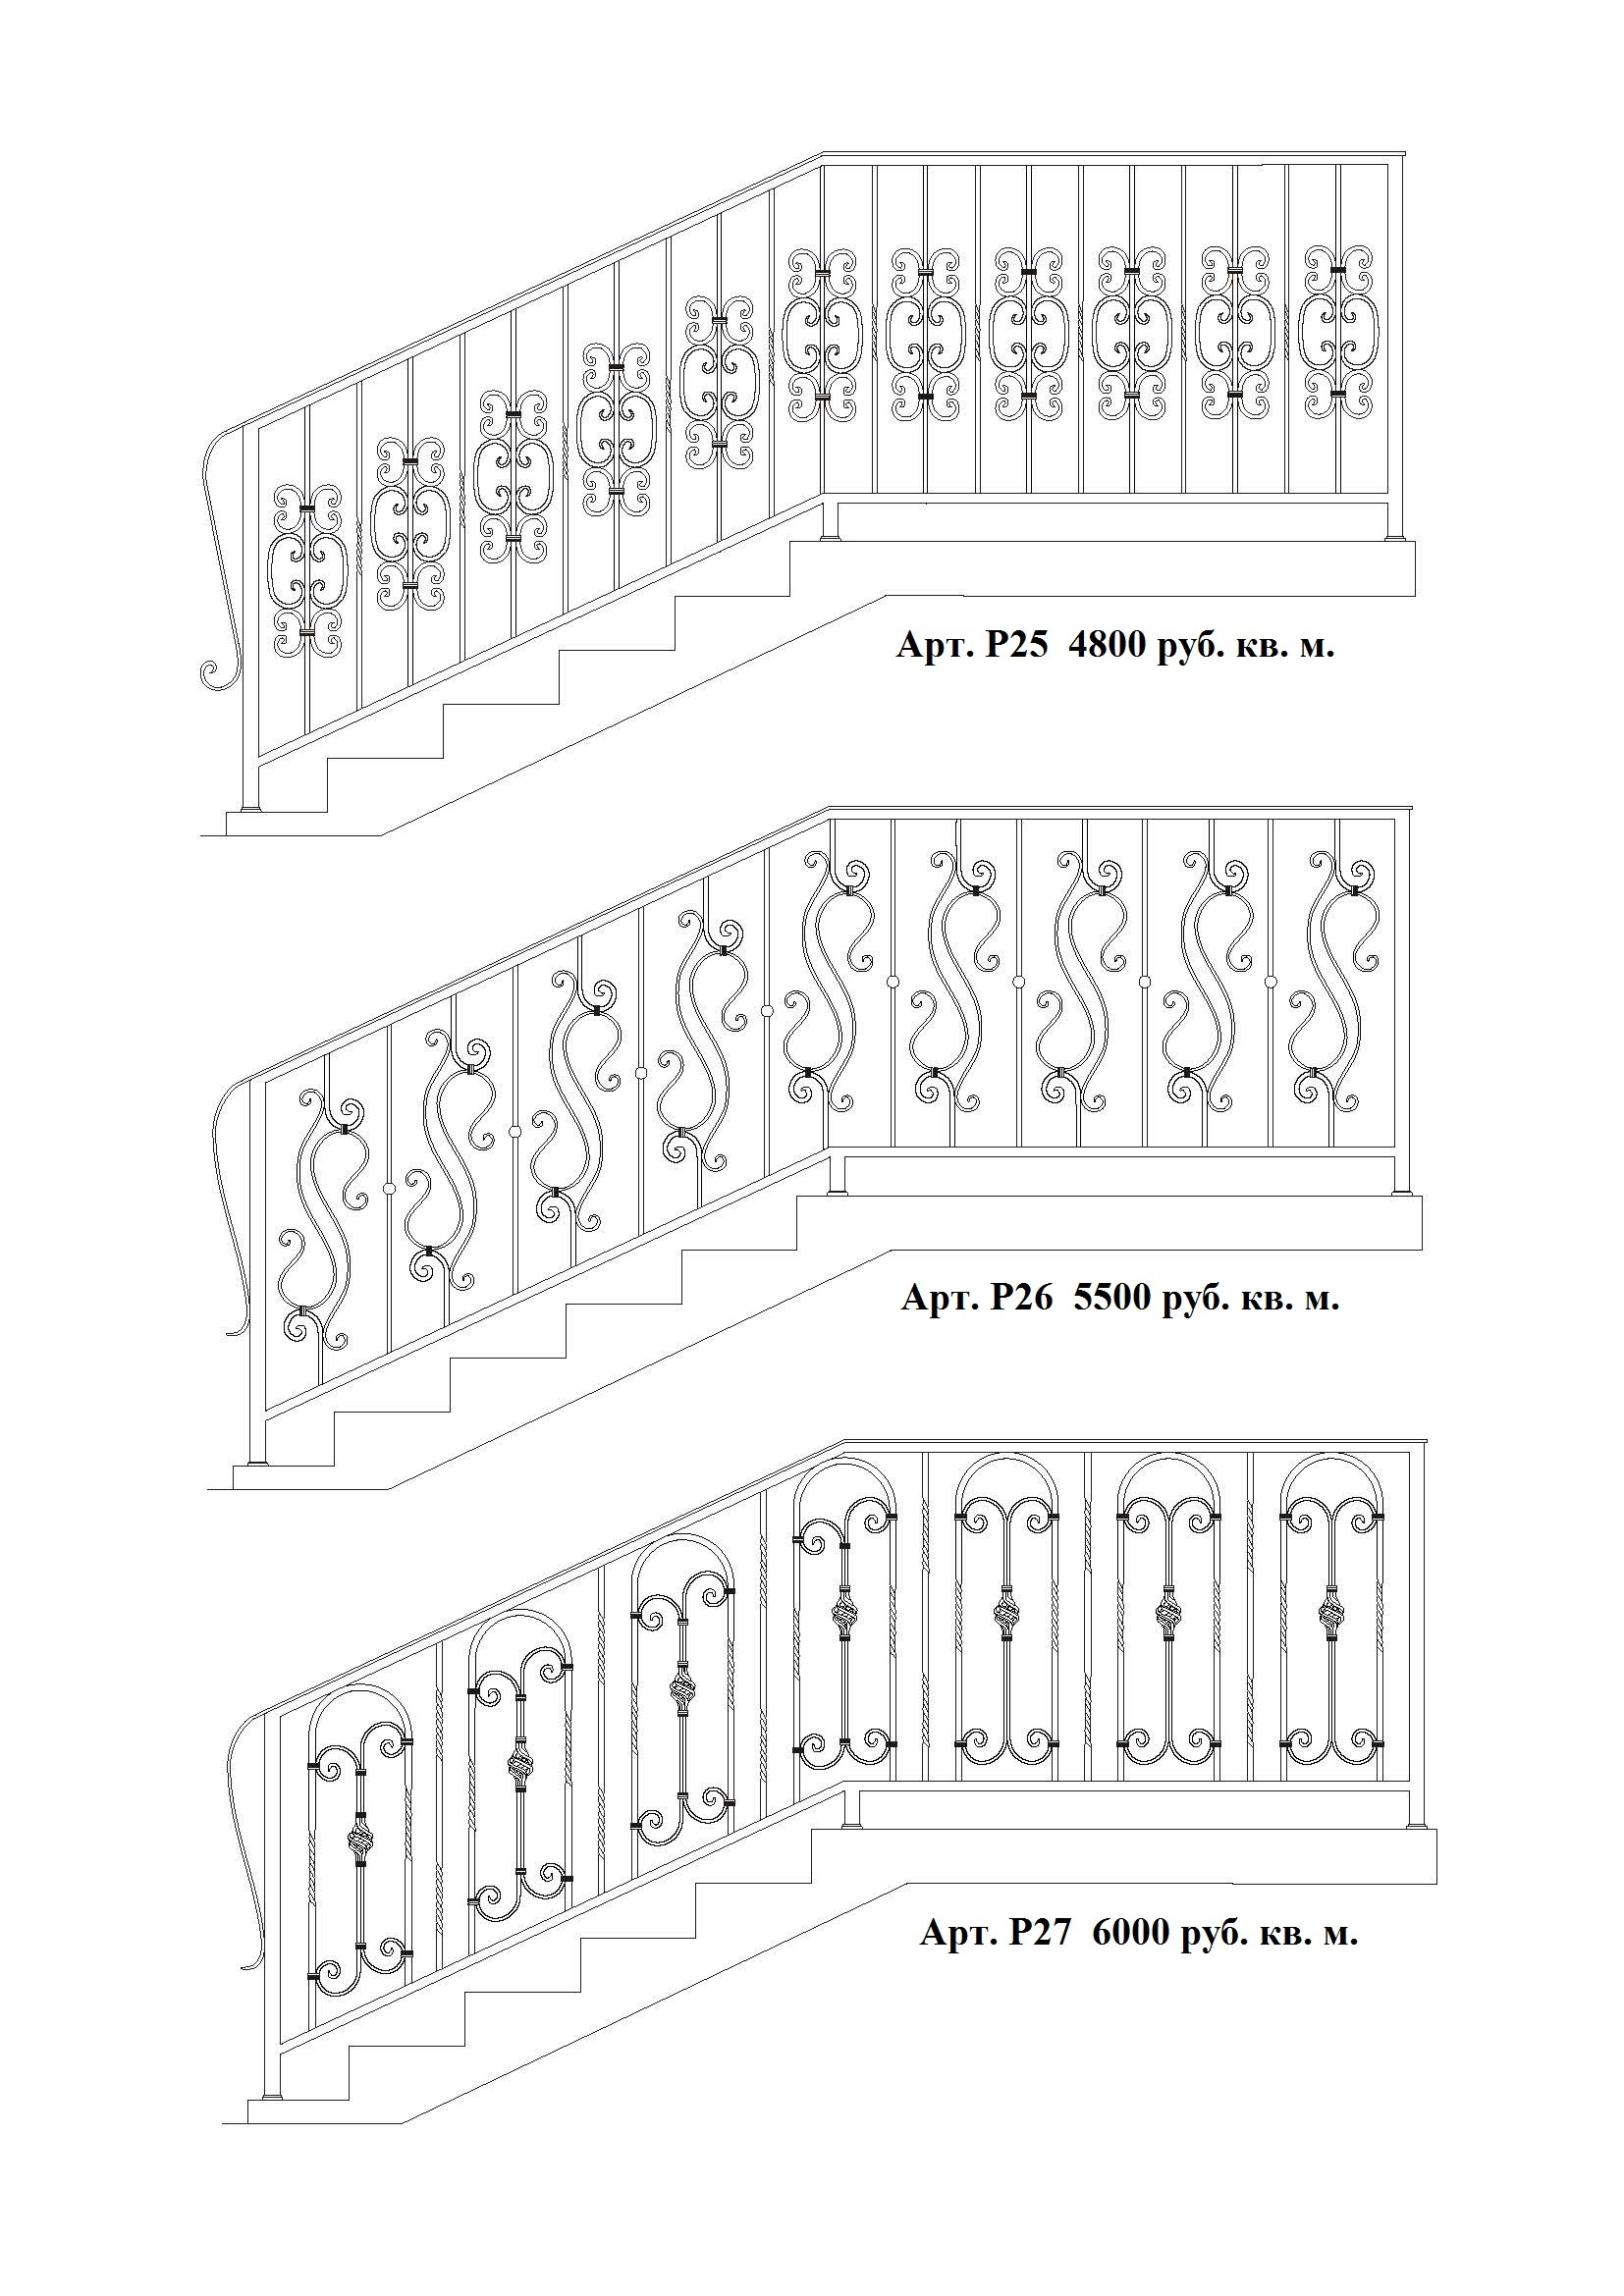 Арт. Р25  4800 руб. кв. м.
Арт. Р26  5500 руб. кв. м.
Арт. Р27  6000 руб. кв. м.